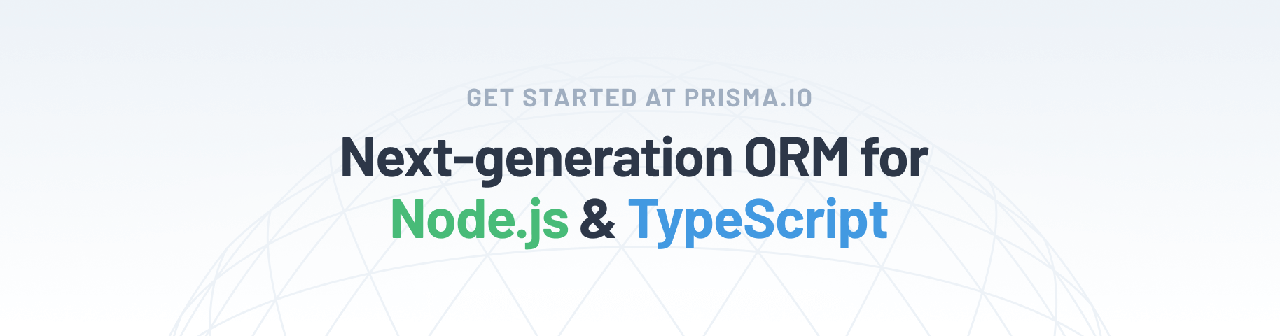 GET STARTED AT PRISMA.IO
Next-generation ORM for
Node.js & TypeScript